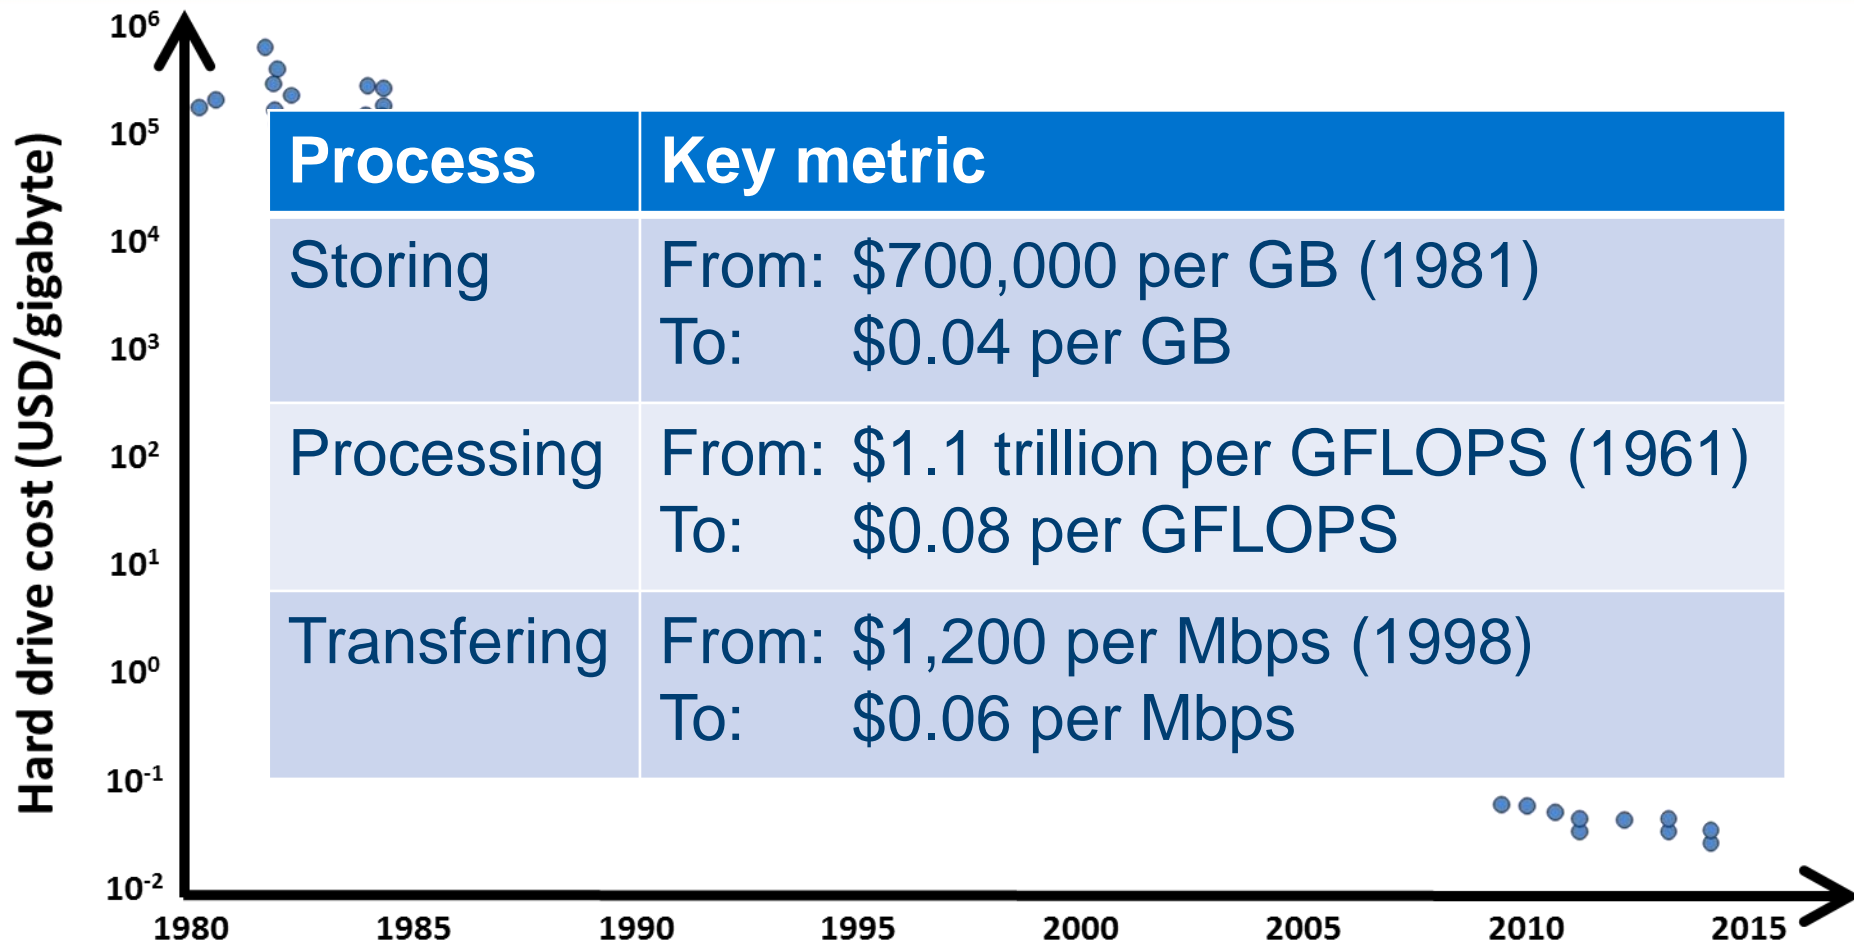 Hard drive cost (USD/gigabyte)
10⁶
10⁵
10⁴
10³
10²
10¹
10⁰
10⁻¹
10⁻²
Process Key metric
Storing From: $700,000 per GB (1981)
To: $0.04 per GB
Processing From: $1.1 trillion per GFLOPS (1961)
To: $0.08 per GFLOPS
Transfering From: $1,200 per Mbps (1998)
To: $0.06 per Mbps
1980 1985 1990 1995 2000 2005 2010 2015